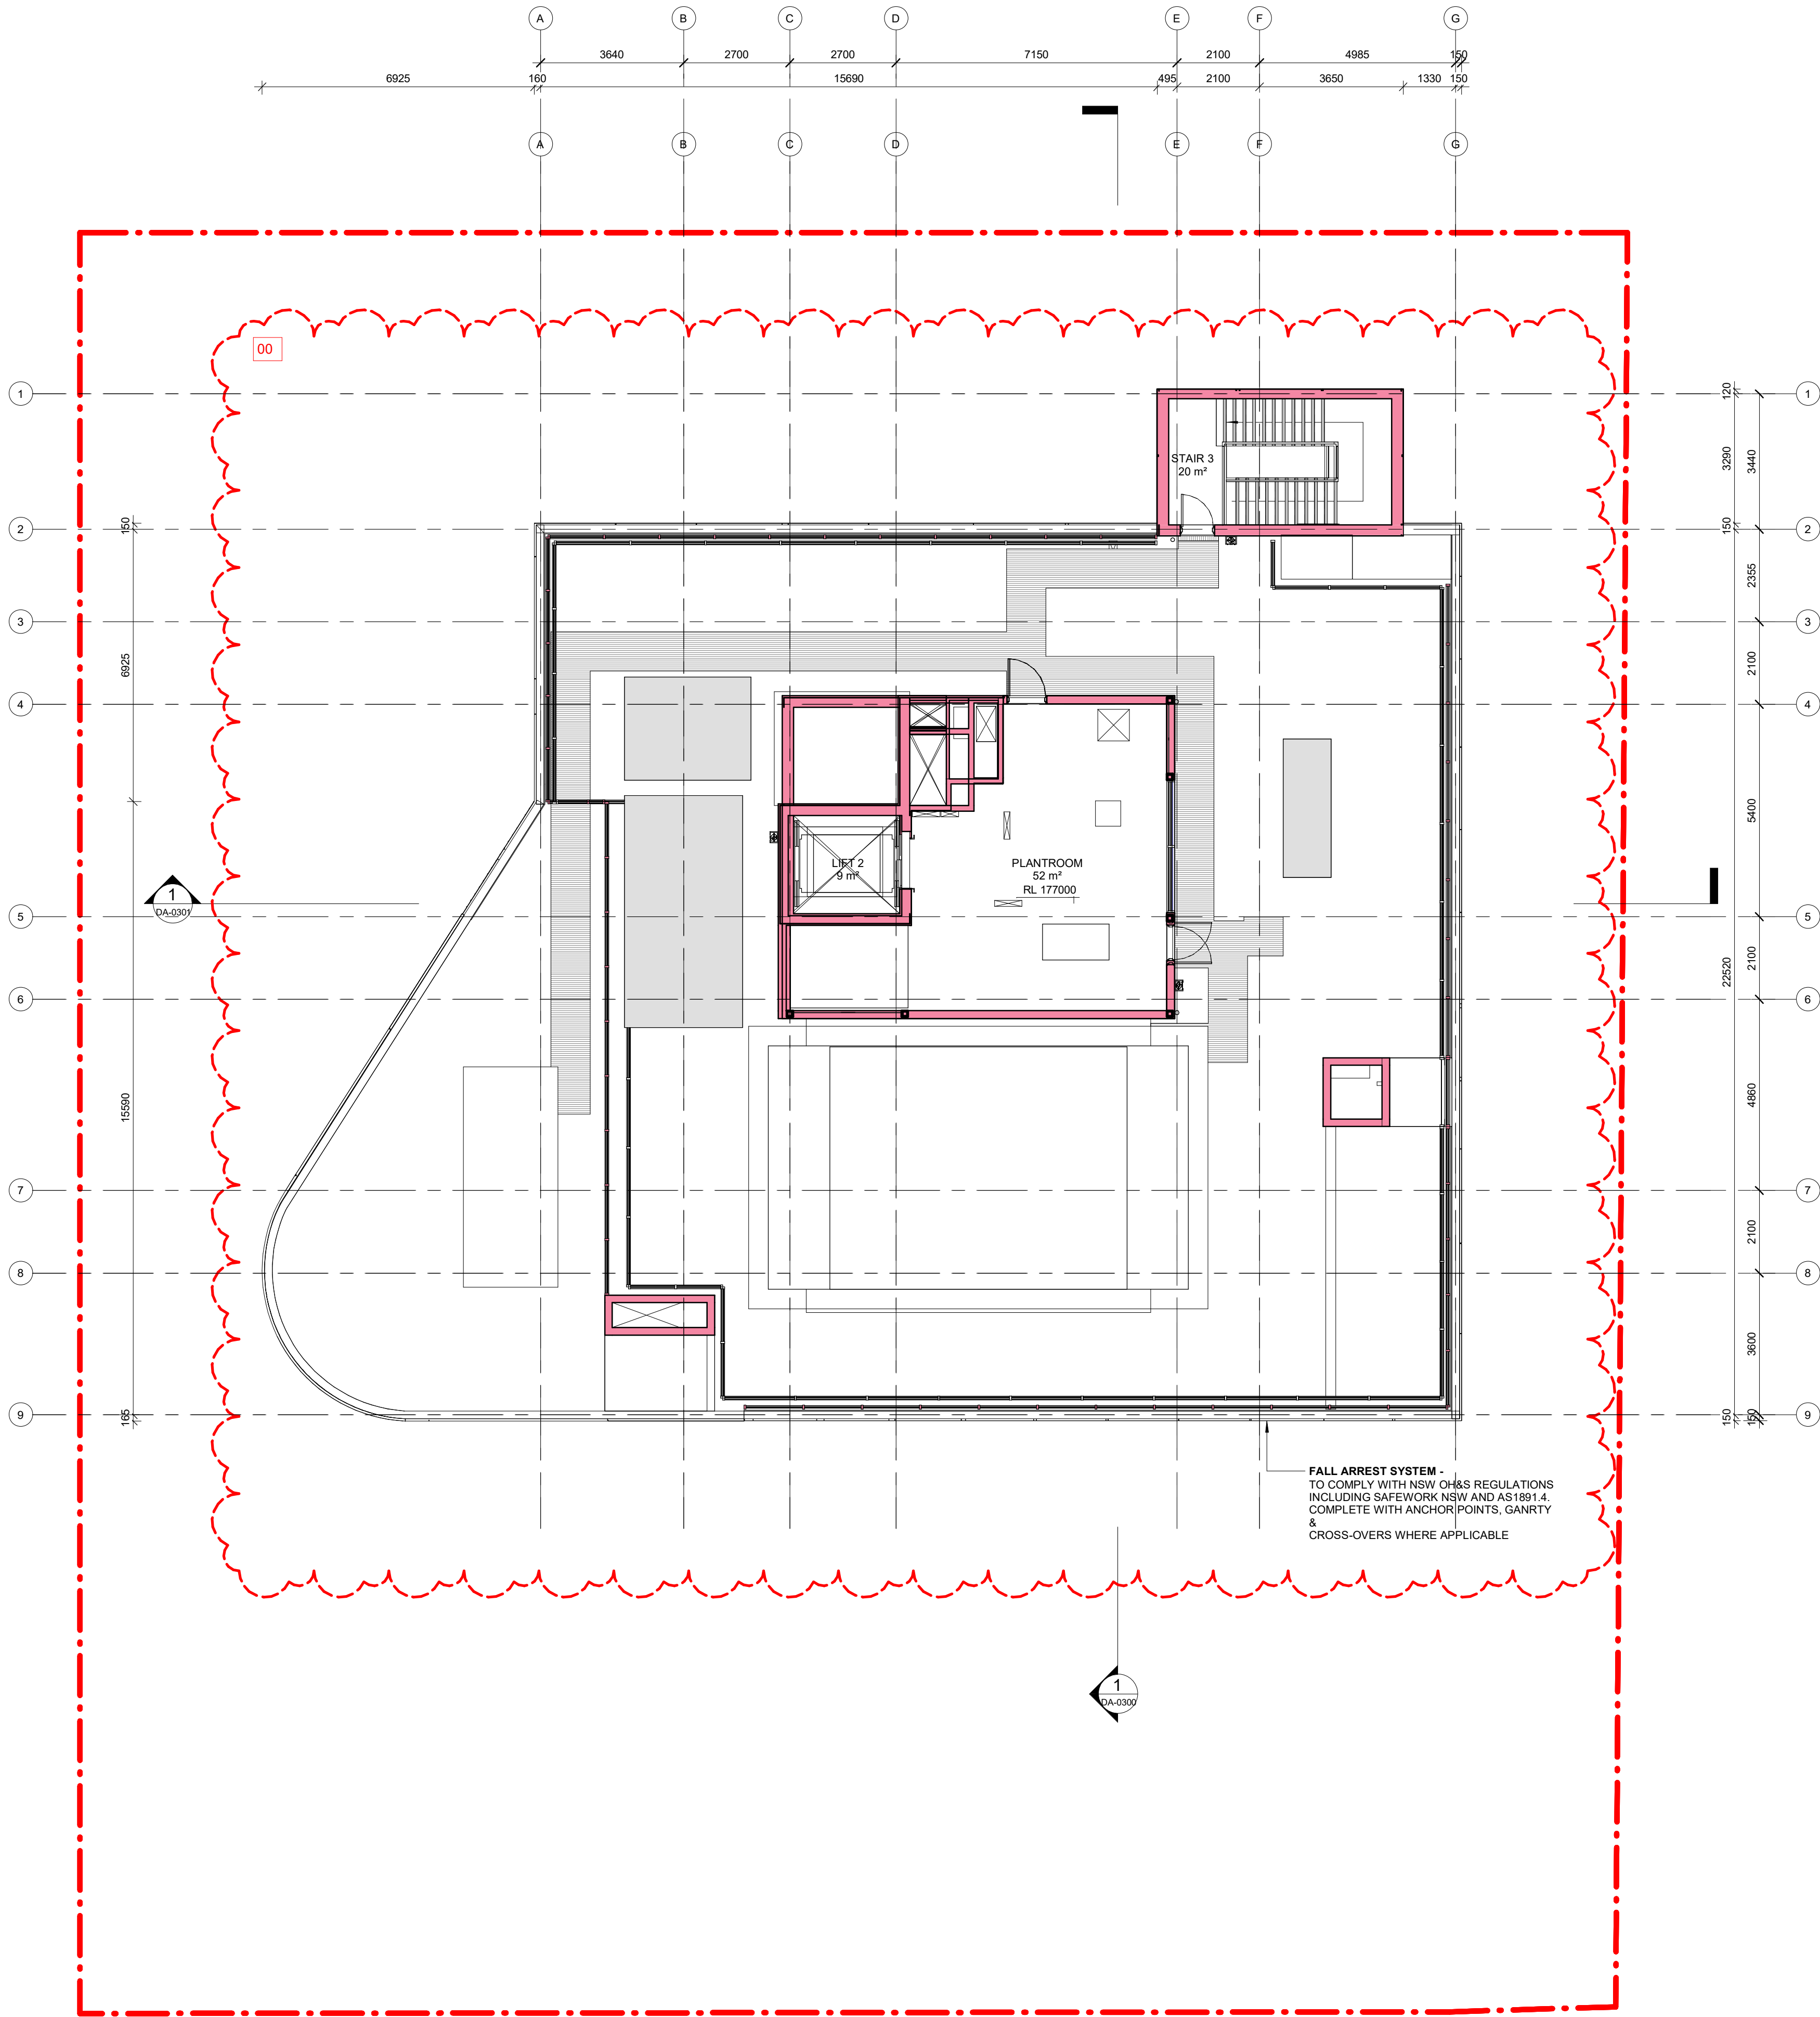 A B C D E F G
3640 2700 2700 7150 2100 4985 150
6925 160 15690 495 2100 3650 1330 150
A B C D E F G
00
1 120 1
3290 3440
STAIR 3
20 m²
2 150 150 2
2355
3 3
6925 2100
4 4
5400
LIFT 2
9 m²
PLANTROOM
52 m²
RL 177000
1
DA-0301
5 5
22520 2100
6 6
15590 4860
7 7
2100
8 8
3600
9 165 150 150 9
FALL ARREST SYSTEM -
TO COMPLY WITH NSW OH&S REGULATIONS
INCLUDING SAFEWORK NSW AND AS1891.4.
COMPLETE WITH ANCHOR POINTS, GANRTY
&
CROSS-OVERS WHERE APPLICABLE
1
DA-0300